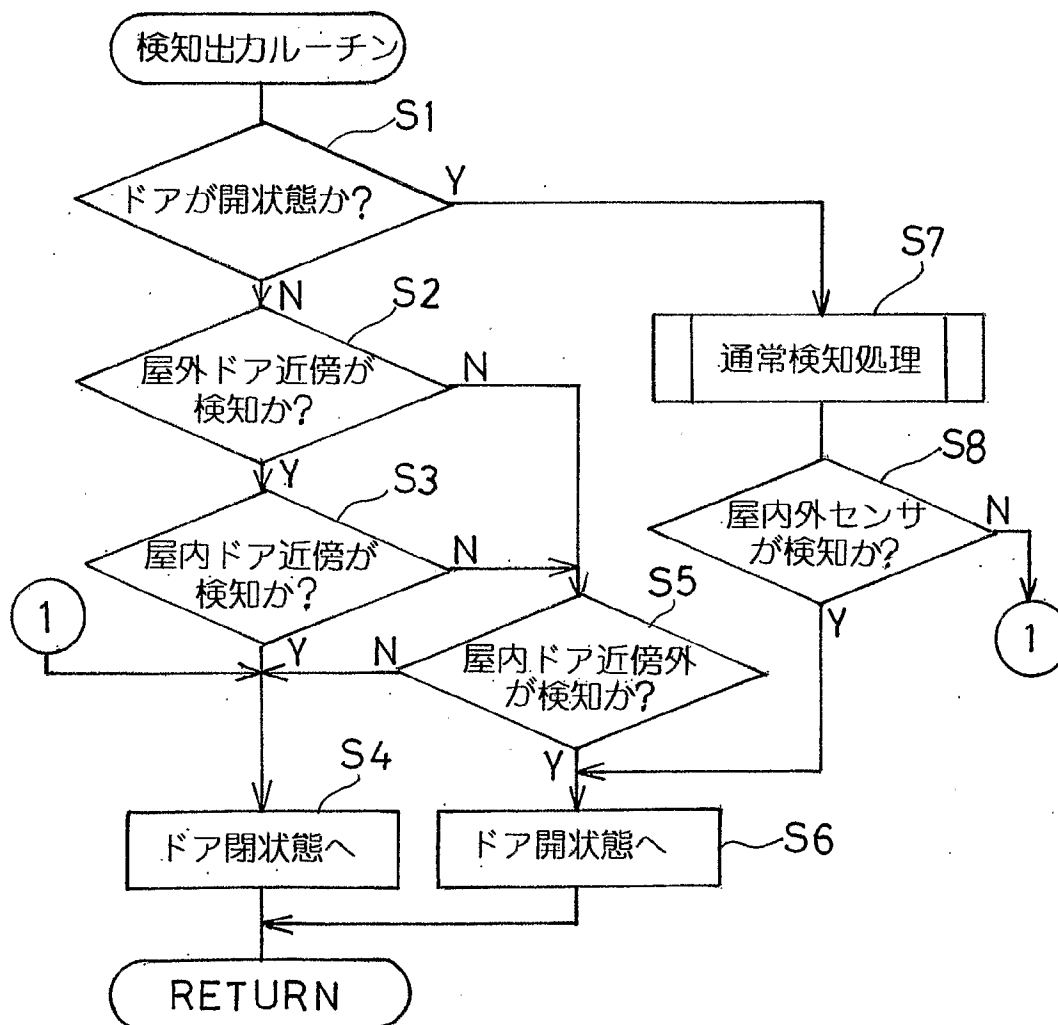 検知出力ルーチン
S1
ドアが開状態か?
Y
N
S2
屋外ドア近傍が
検知か?
N
Y
S3
屋内ドア近傍が
検知か?
N
Y
1
S7
通常検知処理
S8
屋内外センサ
が検知か?
N
Y
1
S5
屋内ドア近傍外
が検知か?
N
Y
S4
ドア閉状態へ
ドア開状態へ
S6
RETURN